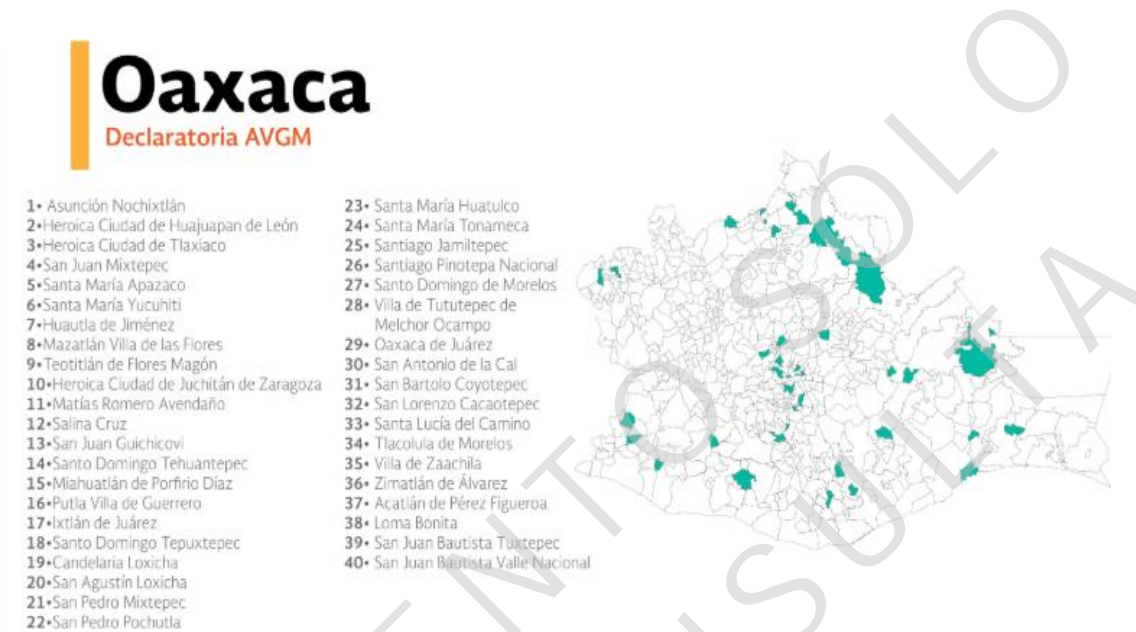 Oaxaca
Declaratoria AVGM
1• Asunción Nochixtlán
2•Heroica Ciudad de Huajuapan de León
3•Heroica Ciudad de Tlaxiaco
4•San Juan Mixtepec
5•Santa María Apazaco
6•Santa María Yucuhiti
7•Huautla de Jiménez
8•Mazatlán Villa de las Flores
9•Teotitlán de Flores Magón
10•Heroica Ciudad de Juchitán de Zaragoza
11•Matías Romero Avendaño
12•Salina Cruz
13•San Juan Guichicovi
14•Santo Domingo Tehuantepec
15•Miahuatlán de Porfirio Díaz
16•Putla Villa de Guerrero
17•Ixtlán de Juárez
18•Santo Domingo Tepuxtepec
19•Candelaria Loxicha
20•San Agustín Loxicha
21•San Pedro Mixtepec
22•San Pedro Pochutla
23• Santa María Huatulco
24• Santa María Tonameca
25• Santiago Jamiltepec
26• Santiago Pinotepa Nacional
27• Santo Domingo de Morelos
28• Villa de Tututepec de
Melchor Ocampo
29• Oaxaca de Juárez
30• San Antonio de la Cal
31• San Bartolo Coyotepec
32• San Lorenzo Cacaotepec
33• Santa Lucía del Camino
34• Tlacolula de Morelos
35• Villa de Zaachila
36• Zimatlán de Álvarez
37• Acatlán de Pérez Figueroa
38• Loma Bonita
39• San Juan Bautista Tuxtepec
40• San Juan Bautista Valle Nacional
ENTO SÓLO
NSULTA